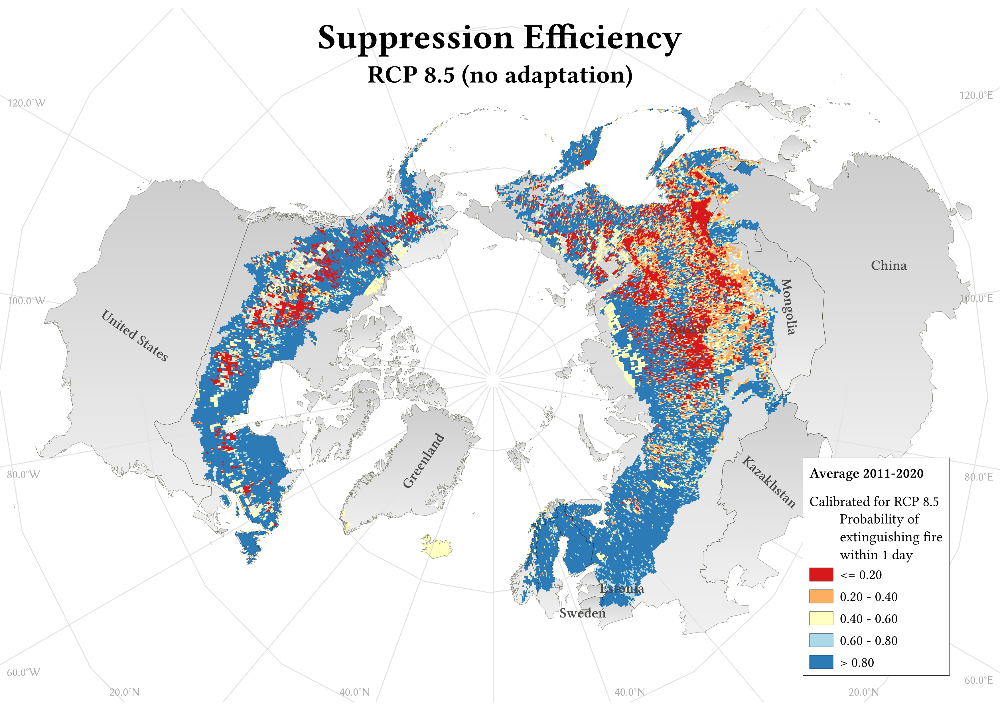 Suppression Efficiency
RCP 8.5 (no adaptation)
120.0°W
120.0°E
China
Mongolia
Canada
100.0°W
100.0°E
United States
Russia
Greenland
Kazakhstan
80.0°W
80.0°E
Average 2011-2020
Calibrated for RCP 8.5
Probability of
extinguishing fire
within 1 day
<= 0.20
0.20 - 0.40
0.40 - 0.60
0.60 - 0.80
> 0.80
Estonia
Sweden
60.0°W
60.0°E
20.0°N
40.0°N
40.0°N
20.0°N